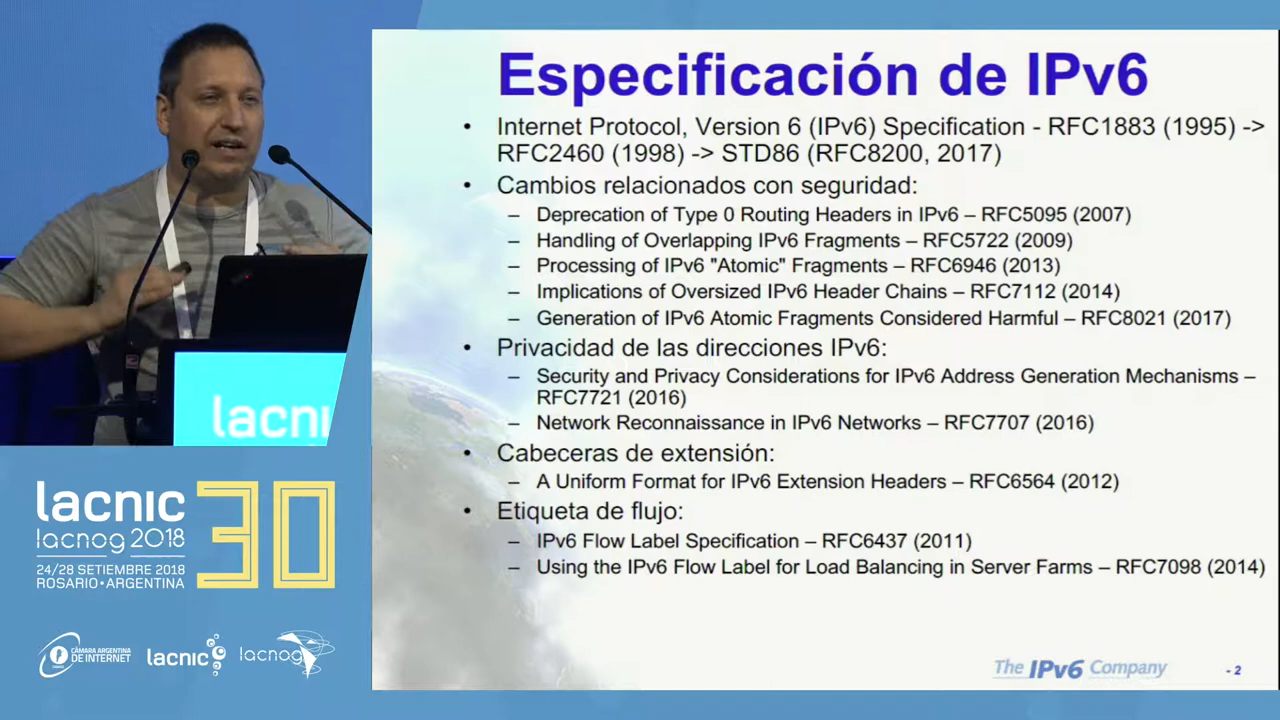 Especificación de IPv6
• Internet Protocol, Version 6 (IPv6) Specification - RFC1883 (1995) ->
RFC2460 (1998) -> STD86 (RFC8200, 2017)
• Cambios relacionados con seguridad:
– Deprecation of Type 0 Routing Headers in IPv6 – RFC5095 (2007)
– Handling of Overlapping IPv6 Fragments – RFC5722 (2009)
– Processing of IPv6 "Atomic" Fragments – RFC6946 (2013)
– Implications of Oversized IPv6 Header Chains – RFC7112 (2014)
– Generation of IPv6 Atomic Fragments Considered Harmful – RFC8021 (2017)
• Privacidad de las direcciones IPv6:
– Security and Privacy Considerations for IPv6 Address Generation Mechanisms –
RFC7721 (2016)
– Network Reconnaissance in IPv6 Networks – RFC7707 (2016)
• Cabeceras de extensión:
– A Uniform Format for IPv6 Extension Headers – RFC6564 (2012)
• Etiqueta de flujo:
– IPv6 Flow Label Specification – RFC6437 (2011)
– Using the IPv6 Flow Label for Load Balancing in Server Farms – RFC7098 (2014)
The IPv6 Company
- 2
lacni
lacnic 30
lacnog 2018
24/28 SETIEMBRE 2018
ROSARIO • ARGENTINA
CÁMARA ARGENTINA
DE INTERNET
lacnic
lacnog